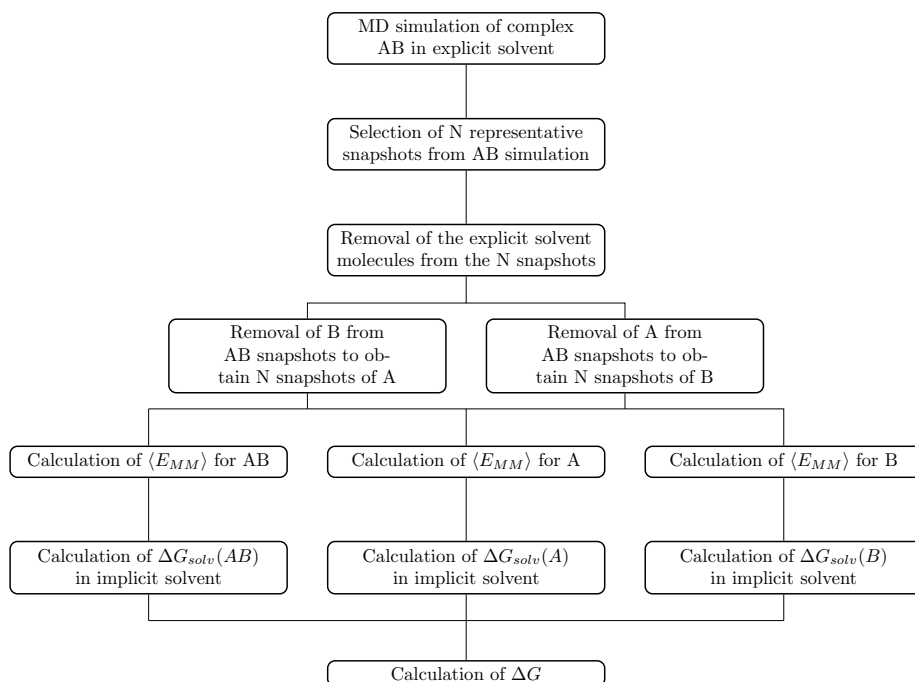 MD simulation of complex
AB in explicit solvent
Selection of N representative
snapshots from AB simulation
Removal of the explicit solvent
molecules from the N snapshots
Removal of B from
AB snapshots to ob-
tain N snapshots of A
Removal of A from
AB snapshots to ob-
tain N snapshots of B
Calculation of ⟨E_{MM}⟩ for AB
Calculation of ⟨E_{MM}⟩ for A
Calculation of ⟨E_{MM}⟩ for B
Calculation of ΔG_{solv}(AB)
in implicit solvent
Calculation of ΔG_{solv}(A)
in implicit solvent
Calculation of ΔG_{solv}(B)
in implicit solvent
Calculation of ΔG